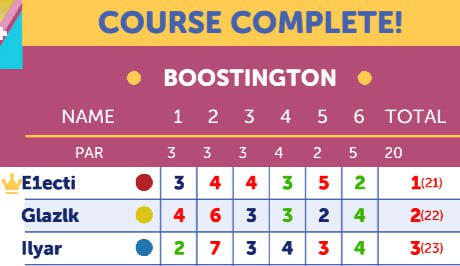 COURSE COMPLETE!
BOOSTINGTON
NAME 1 2 3 4 5 6 TOTAL
PAR 3 3 3 4 2 5 20
E1ecti 3 4 4 3 5 2 1(21)
Glazlk 4 6 3 3 2 4 2(22)
Ilyar 2 7 3 4 3 4 3(23)